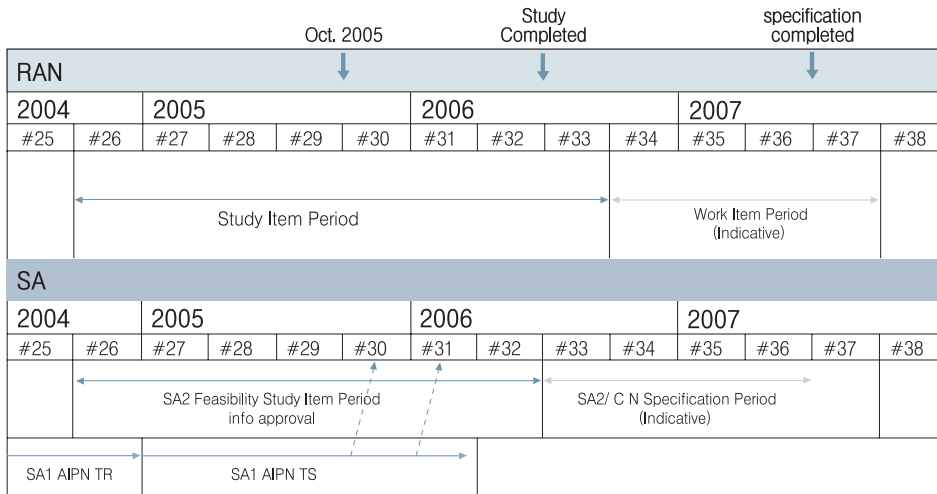 Oct. 2005
Study
Completed
specification
completed
RAN
2004 2005 2006 2007
#25 #26 #27 #28 #29 #30 #31 #32 #33 #34 #35 #36 #37 #38
Study Item Period
Work Item Period
(Indicative)
SA
2004 2005 2006 2007
#25 #26 #27 #28 #29 #30 #31 #32 #33 #34 #35 #36 #37 #38
SA2 Feasibility Study Item Period
info approval
SA2/ C N Specification Period
(Indicative)
SA1 AIPN TR SA1 AIPN TS